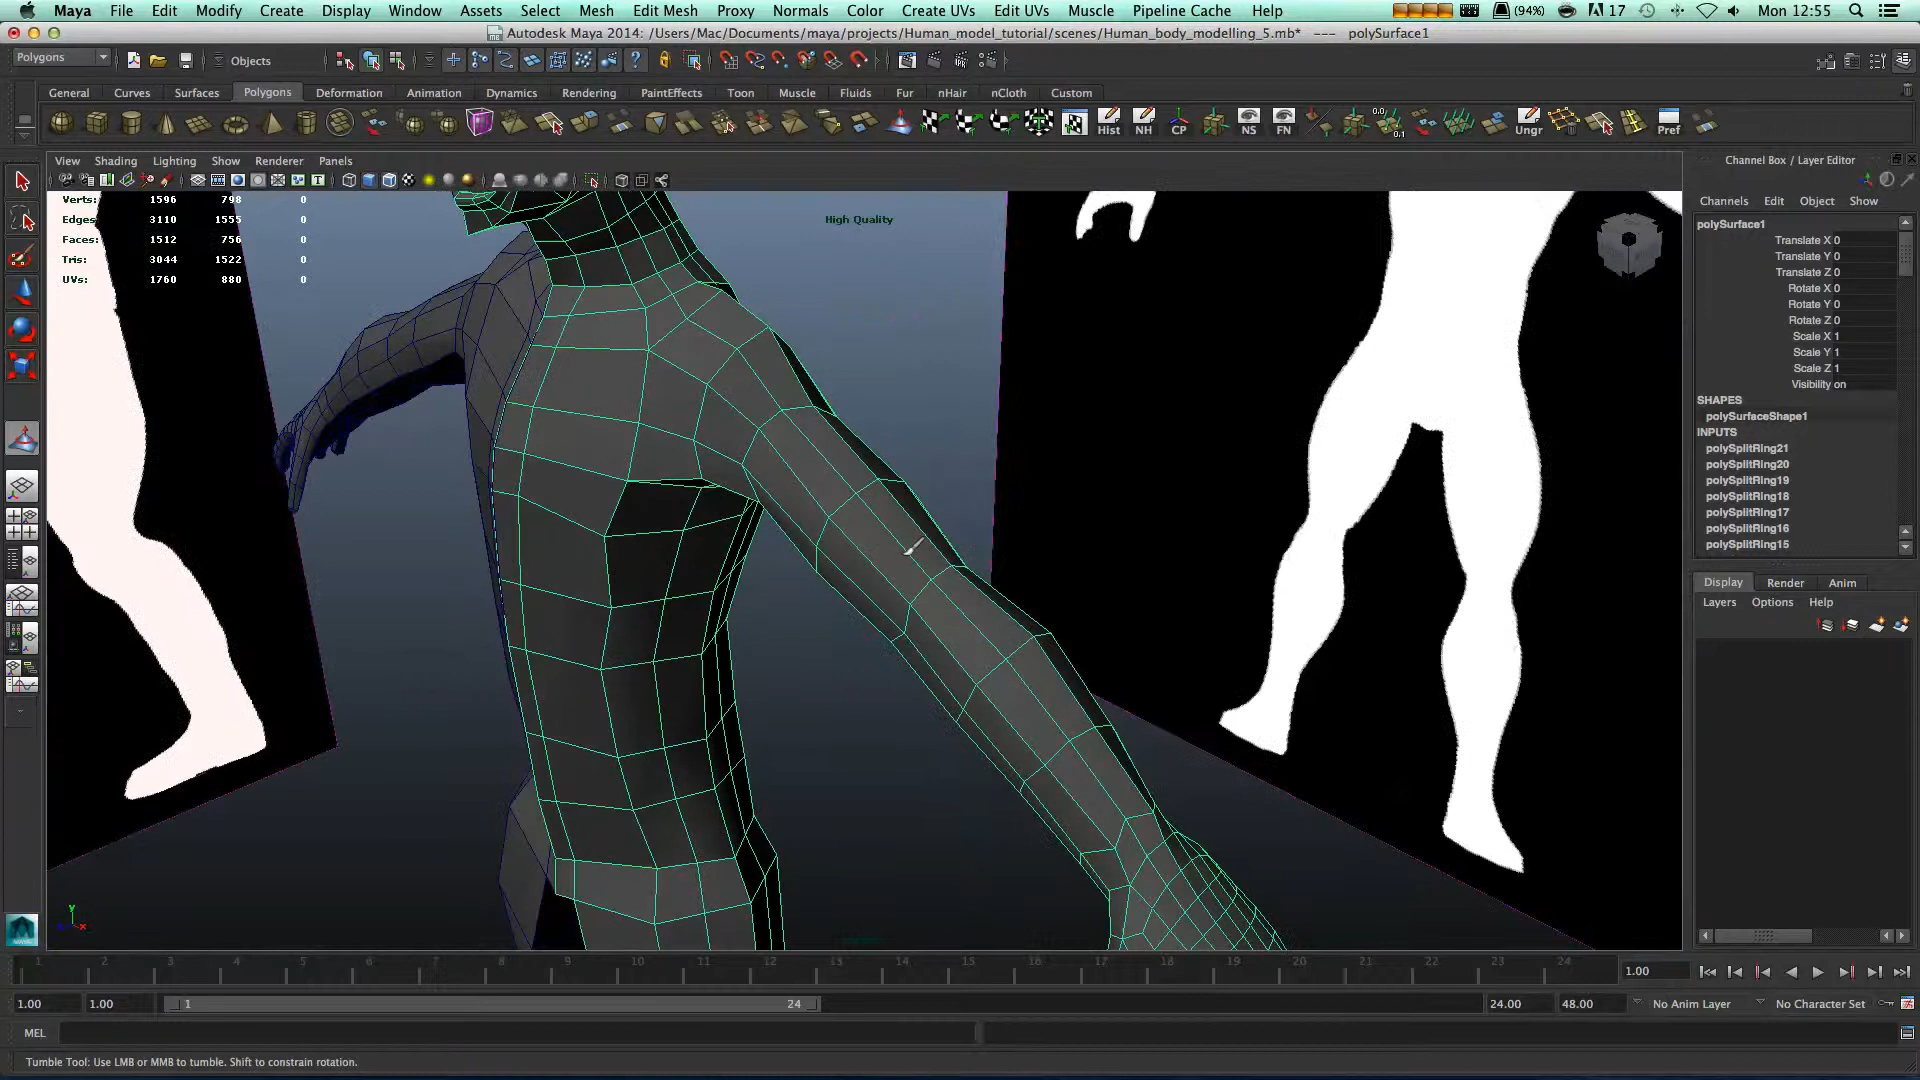 Maya File Edit Modify Create Display Window Assets Select Mesh Edit Mesh Proxy Normals Color Create UVs Edit UVs Muscle Pipeline Cache Help (94%) 17 Mon 12:55
Autodesk Maya 2014: /Users/Mac/Documents/maya/projects/Human_model_tutorial/scenes/Human_body_modelling_5.mb* --- polySurface1
Polygons Objects
General Curves Surfaces Polygons Deformation Animation Dynamics Rendering PaintEffects Toon Muscle Fluids Fur nHair nCloth Custom
Hist NH CP NS FN 0.0 0.1 Ungr Pref
View Shading Lighting Show Renderer Panels
Channel Box / Layer Editor
Channels Edit Object Show
Verts: 1596 798 0
Edges: 3110 1555 0
Faces: 1512 756 0
Tris: 3044 1522 0
UVs: 1760 880 0
High Quality
polySurface1
Translate X 0
Translate Y 0
Translate Z 0
Rotate X 0
Rotate Y 0
Rotate Z 0
Scale X 1
Scale Y 1
Scale Z 1
Visibility on
SHAPES
polySurfaceShape1
INPUTS
polySplitRing21
polySplitRing20
polySplitRing19
polySplitRing18
polySplitRing17
polySplitRing16
polySplitRing15
Display Render Anim
Layers Options Help
y x
1 2 3 4 5 6 7 8 9 10 11 12 13 14 15 16 17 18 19 20 21 22 23 24 1.00
1.00 1.00 1 24 24.00 48.00 No Anim Layer No Character Set
MEL
Tumble Tool: Use LMB or MMB to tumble. Shift to constrain rotation.